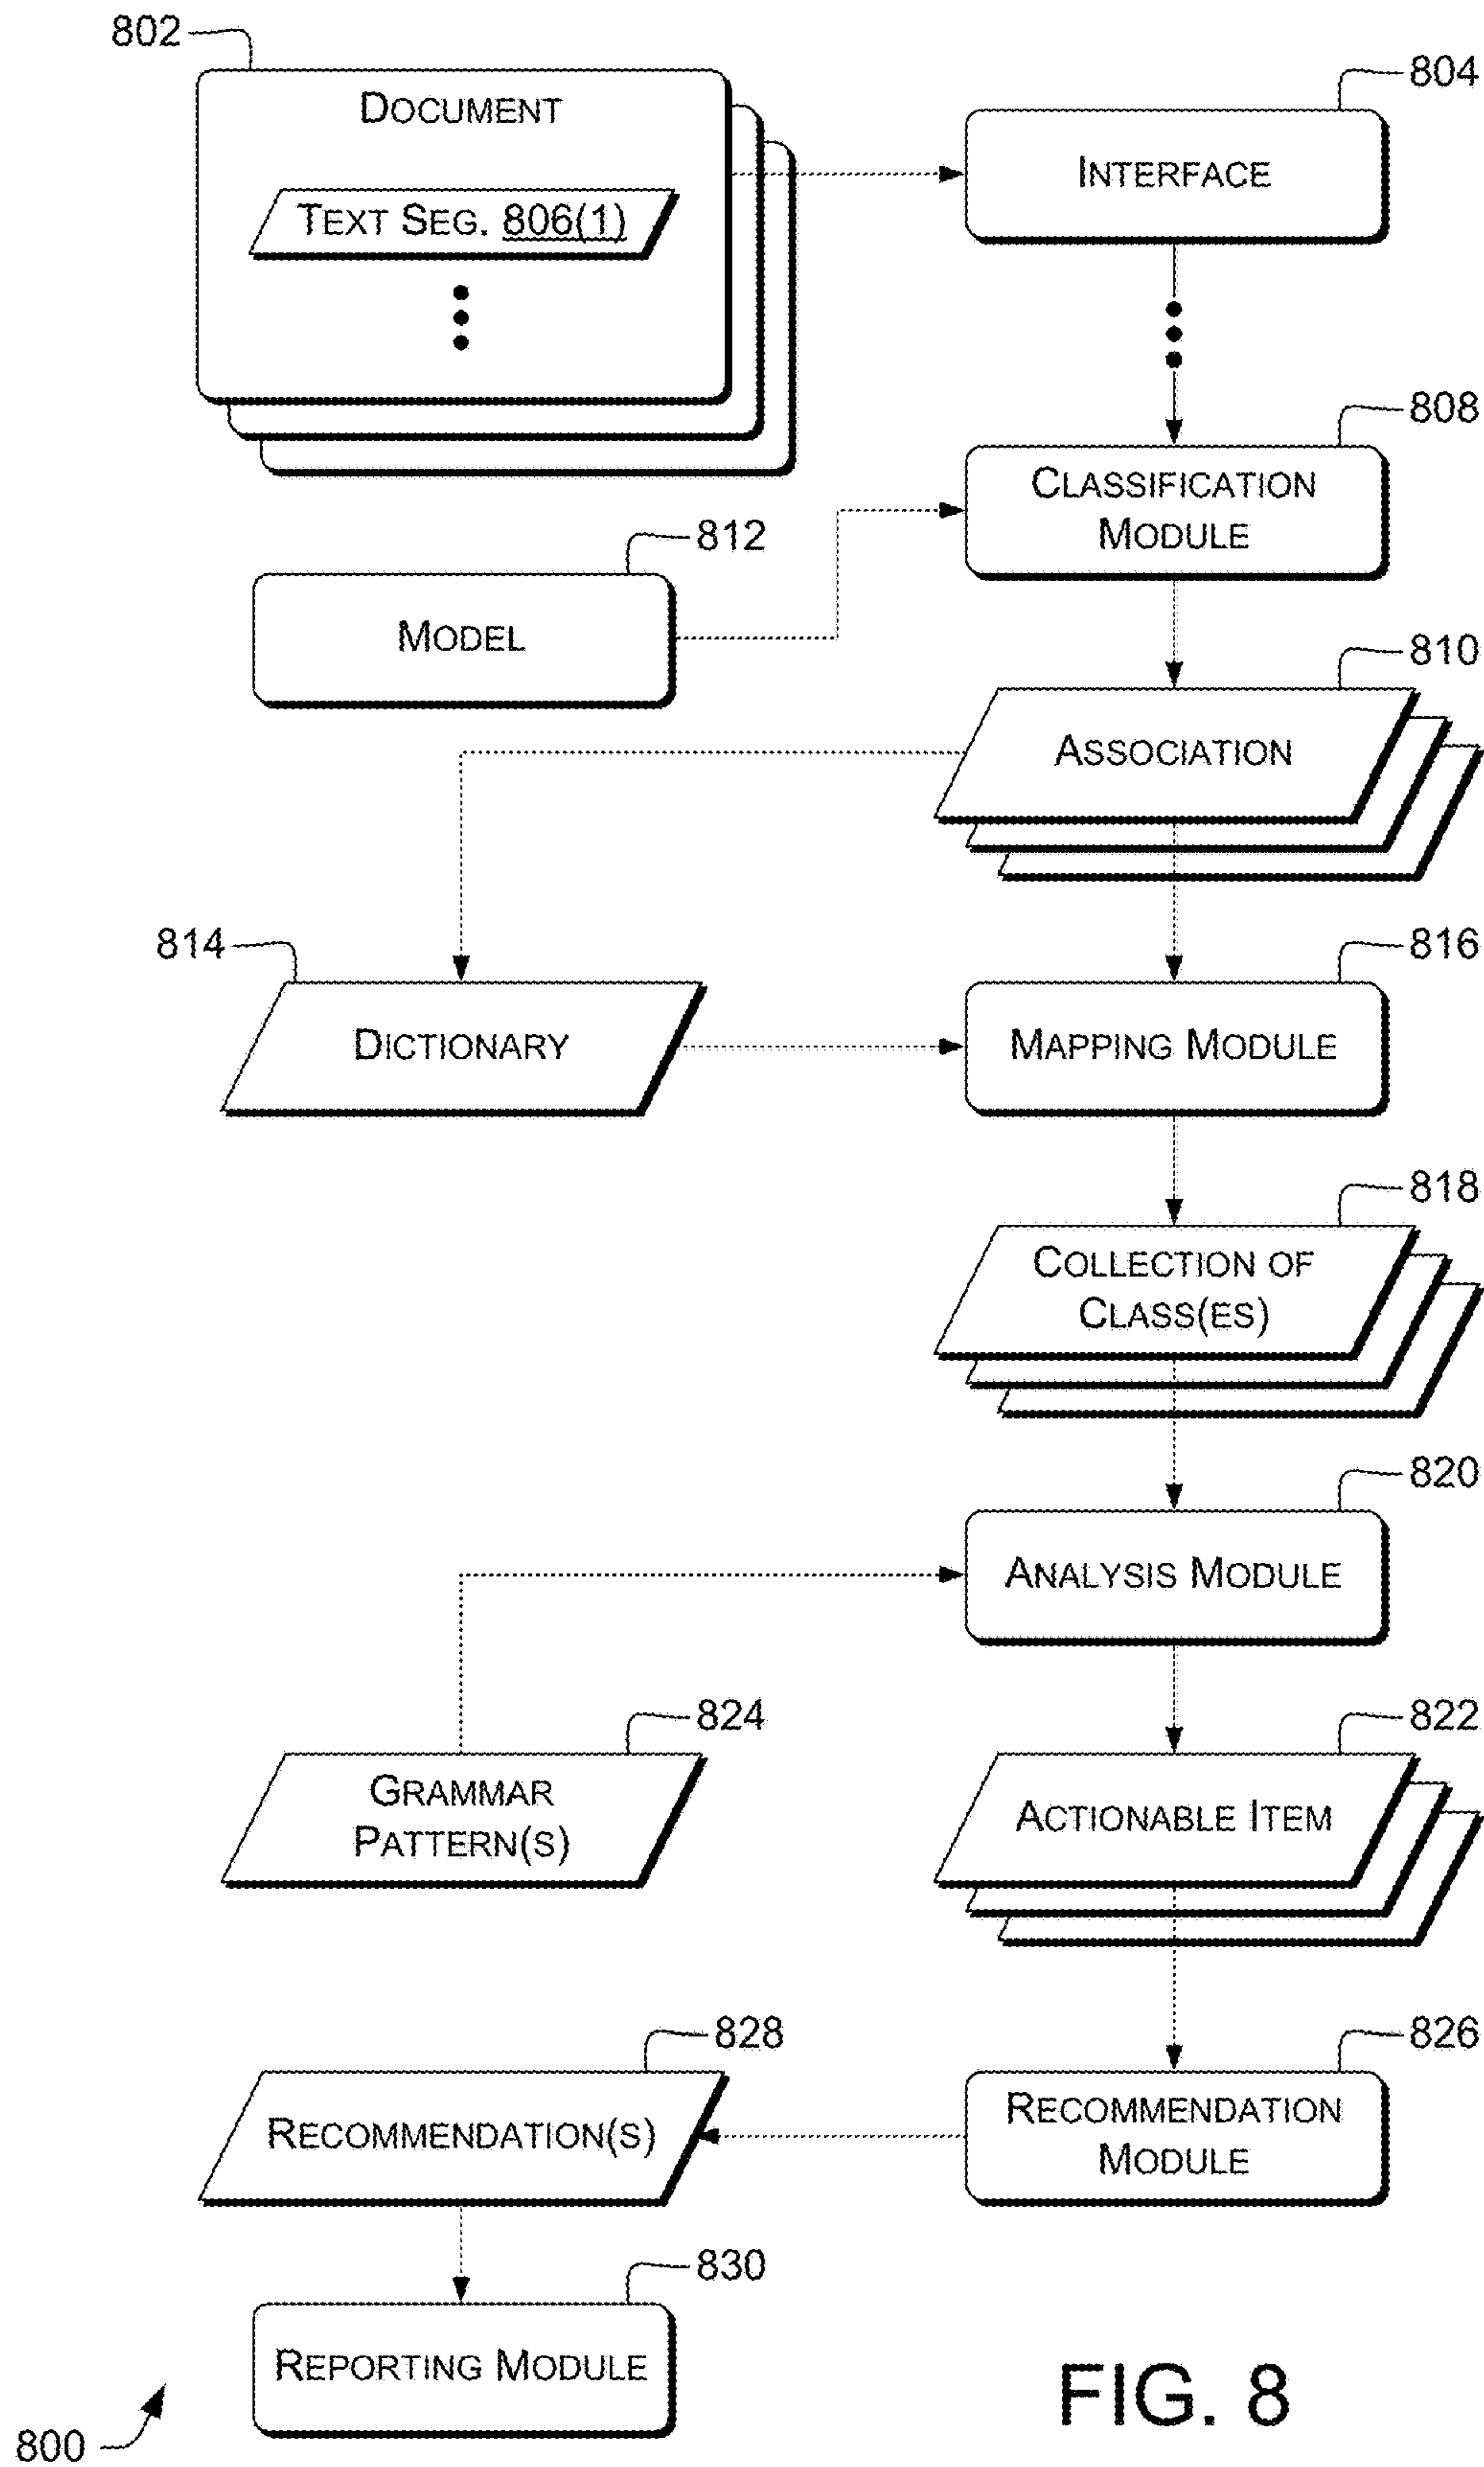 802
DOCUMENT
TEXT SEG. 806(1)
804
INTERFACE
808
CLASSIFICATION
MODULE
812
MODEL
810
ASSOCIATION
814
DICTIONARY
816
MAPPING MODULE
818
COLLECTION OF
CLASS(ES)
820
ANALYSIS MODULE
824
GRAMMAR
PATTERN(S)
822
ACTIONABLE ITEM
828
RECOMMENDATION(S)
826
RECOMMENDATION
MODULE
830
REPORTING MODULE
800
FIG. 8